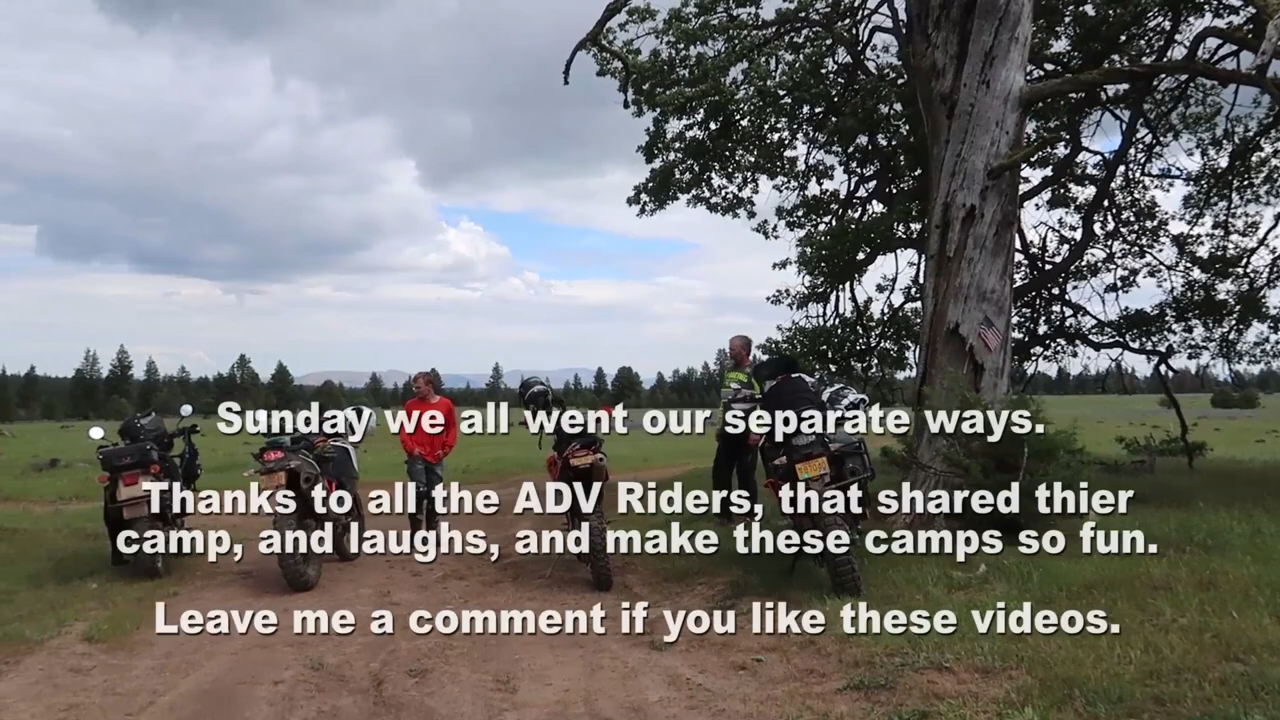 Sunday we all went our separate ways.
Thanks to all the ADV Riders, that shared thier
camp, and laughs, and make these camps so fun.
Leave me a comment if you like these videos.